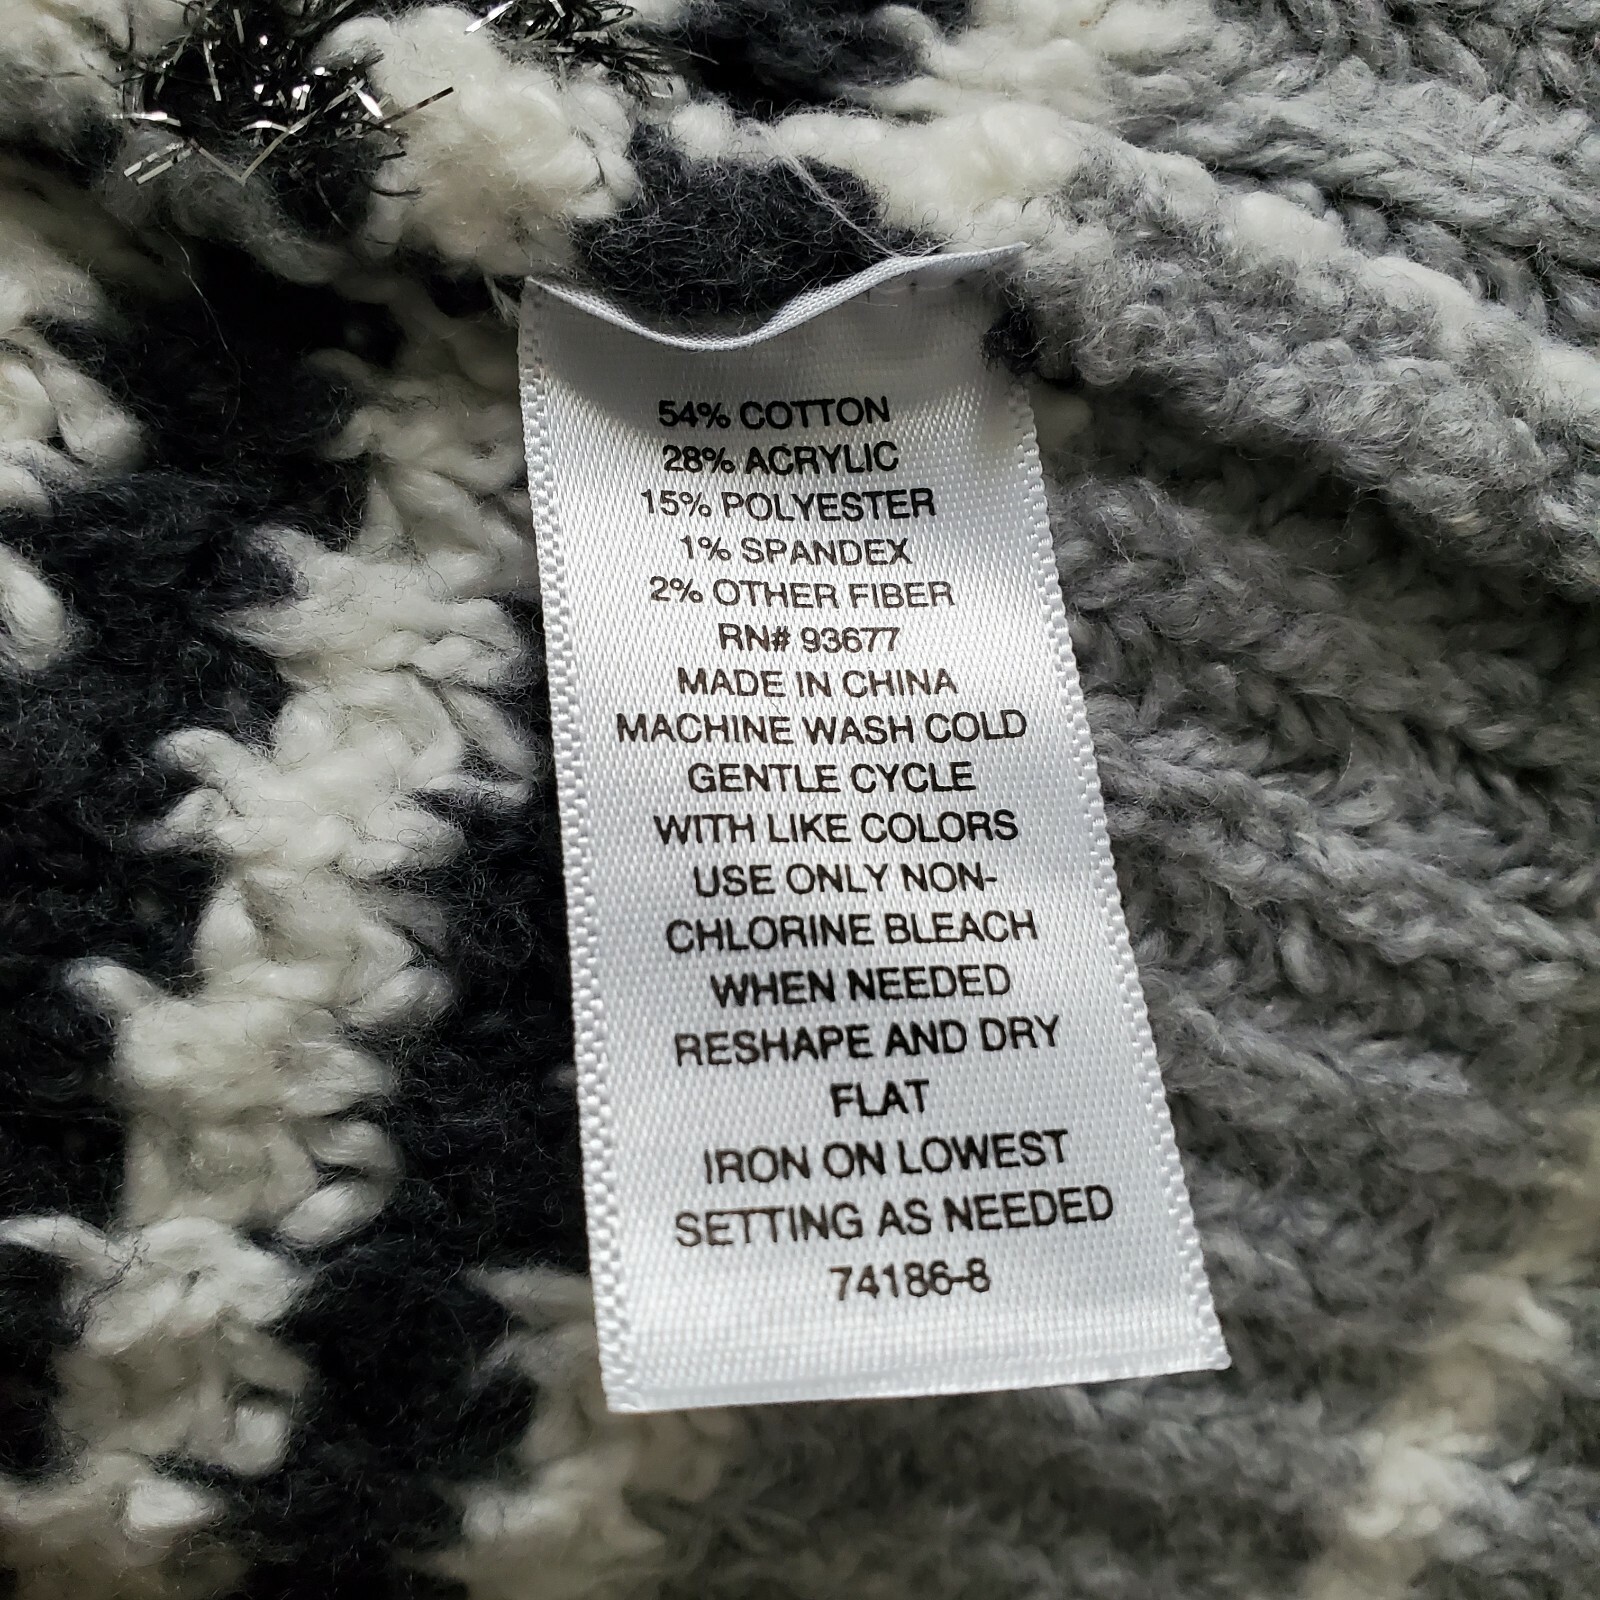 54% COTTON
28% ACRYLIC
15% POLYESTER
1% SPANDEX
2% OTHER FIBER
RN# 93677
MADE IN CHINA
MACHINE WASH COLD
GENTLE CYCLE
WITH LIKE COLORS
USE ONLY NON-
CHLORINE BLEACH
WHEN NEEDED
RESHAPE AND DRY
FLAT
IRON ON LOWEST
SETTING AS NEEDED
74186-8